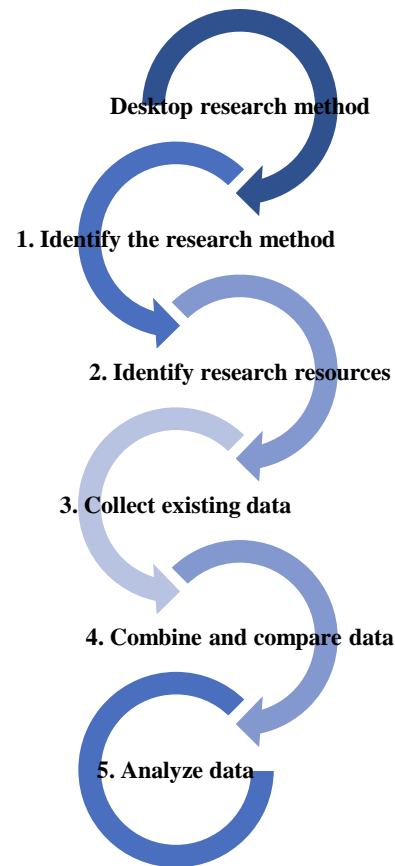 Desktop research method
1. Identify the research method
2. Identify research resources
3. Collect existing data
4. Combine and compare data
5. Analyze data